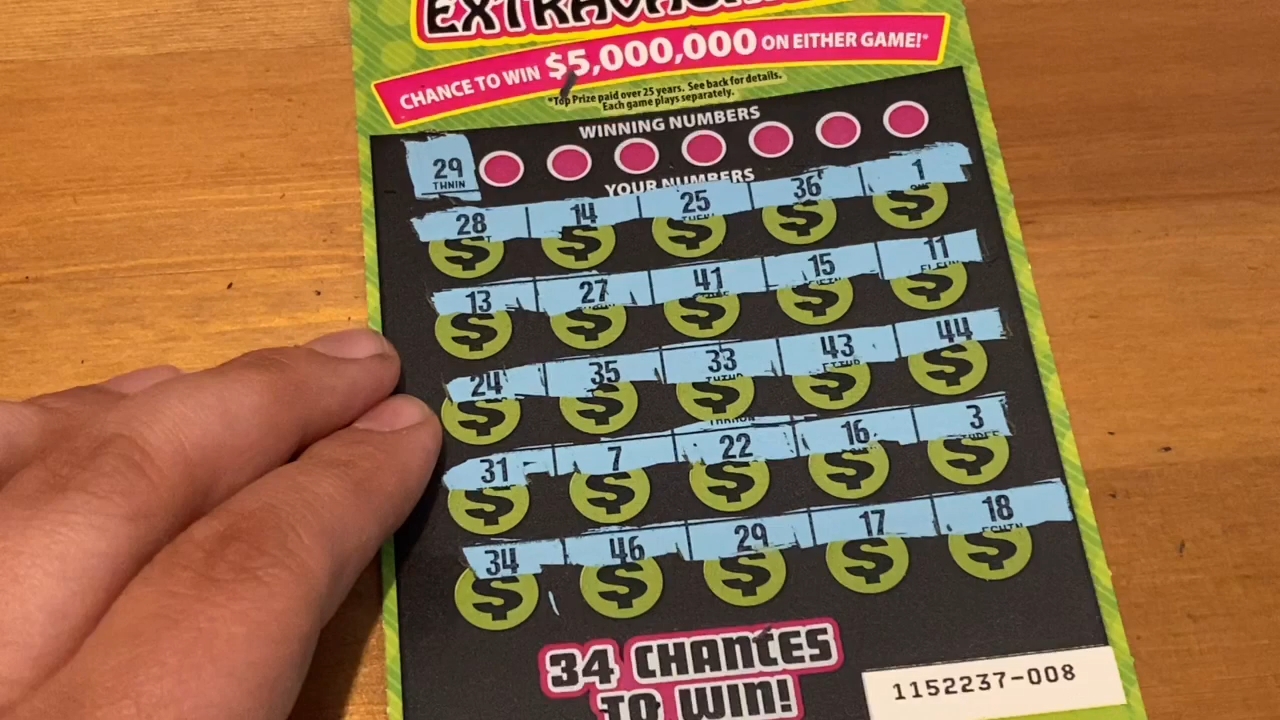 CHANCE TO WIN $5,000,000 ON EITHER GAME!*
*Top Prize paid over 25 years. See back for details.
Each game plays separately.
WINNING NUMBERS
29
TWNIN
YOUR NUMBERS
28 14 25 36 1
13 27 41 15 11
24 35 33 43 44
31 7 22 16 3
34 46 29 17 18
34 CHANCES
TO WIN!
1152237-008